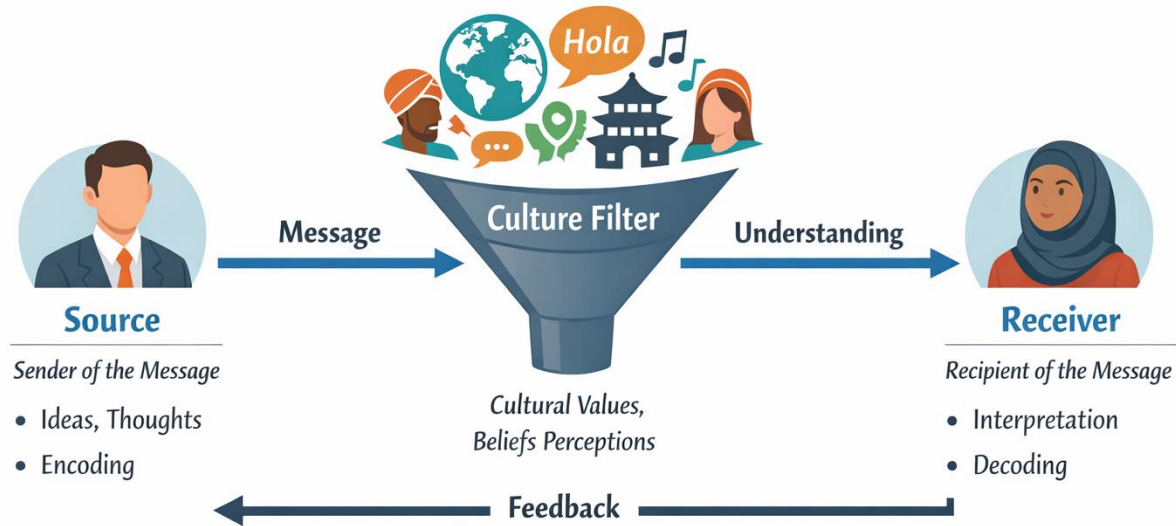 Hola
...
Culture Filter
Message
Understanding
Source
Sender of the Message
• Ideas, Thoughts
• Encoding
Cultural Values,
Beliefs Perceptions
Receiver
Recipient of the Message
• Interpretation
• Decoding
Feedback